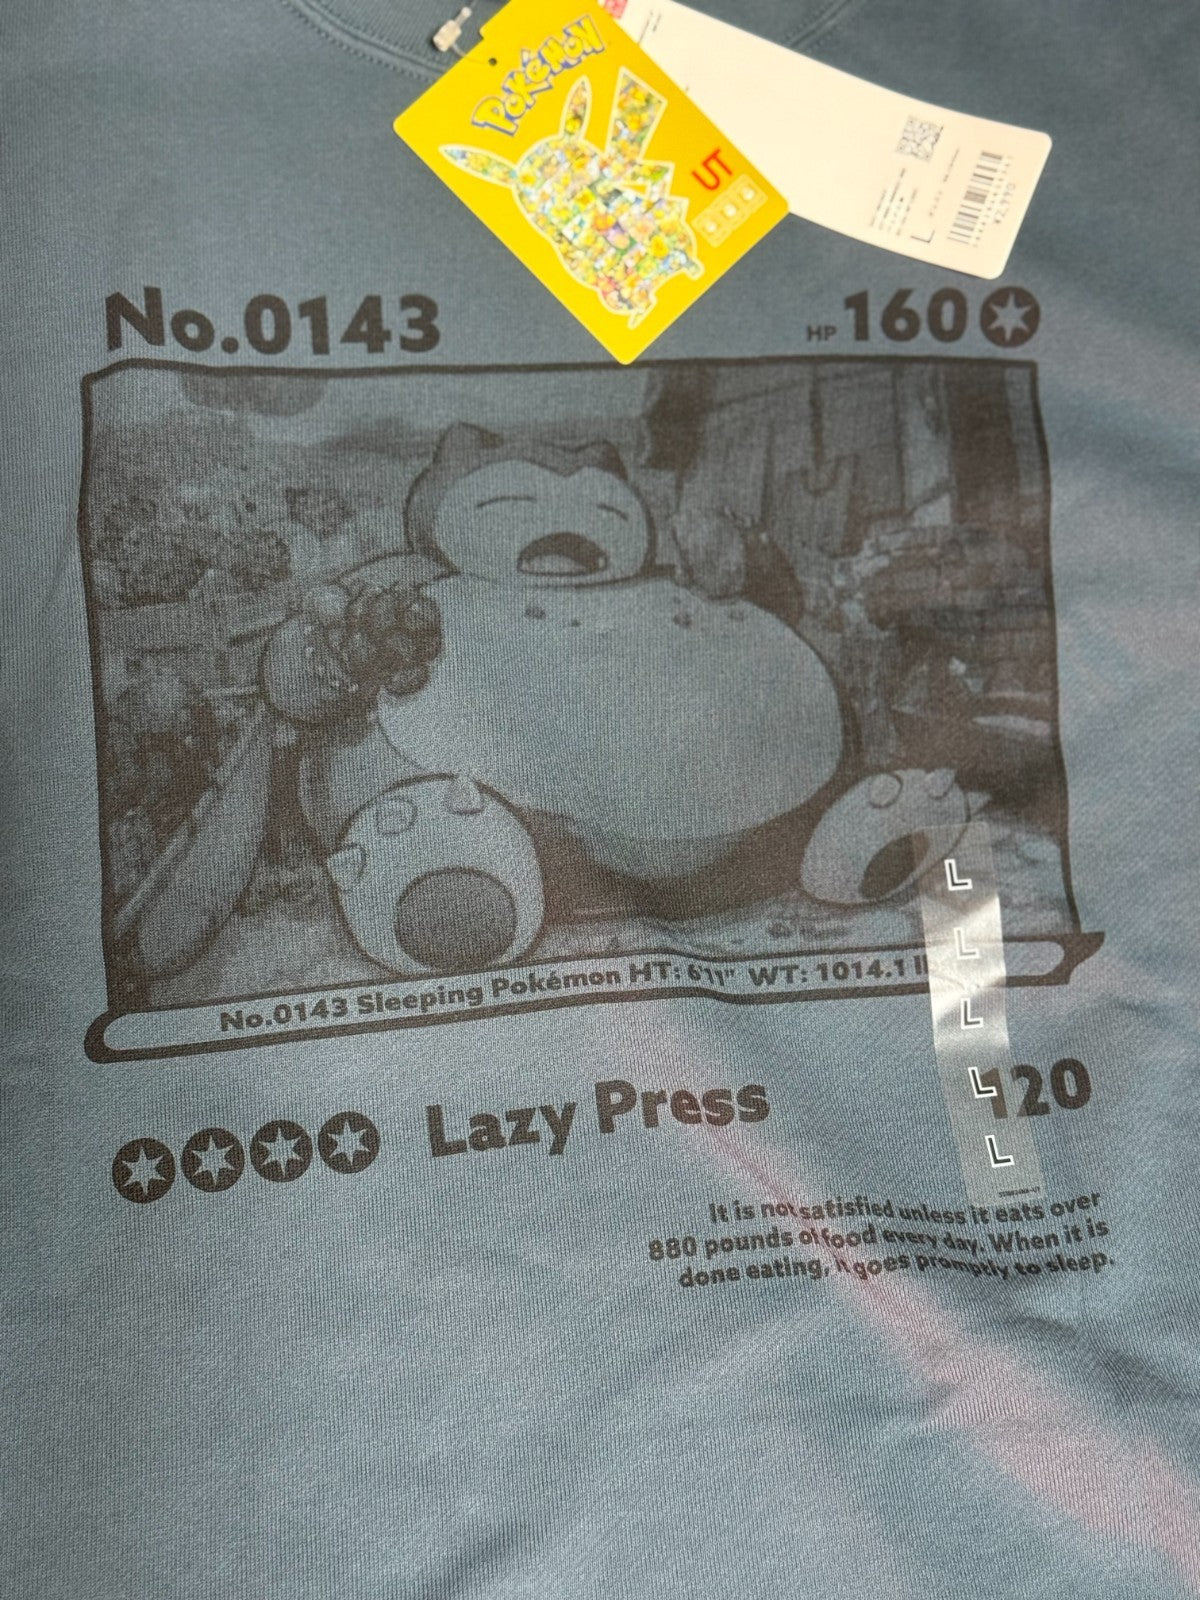 POKéMON
UT
L
¥2,990
No.0143
HP 160
No.0143 Sleeping Pokémon HT: 6'11" WT: 1014.1
L
L
L
L
L
Lazy Press 120
It is not satisfied unless it eats over
880 pounds of food every day. When it is
done eating, it goes promptly to sleep.